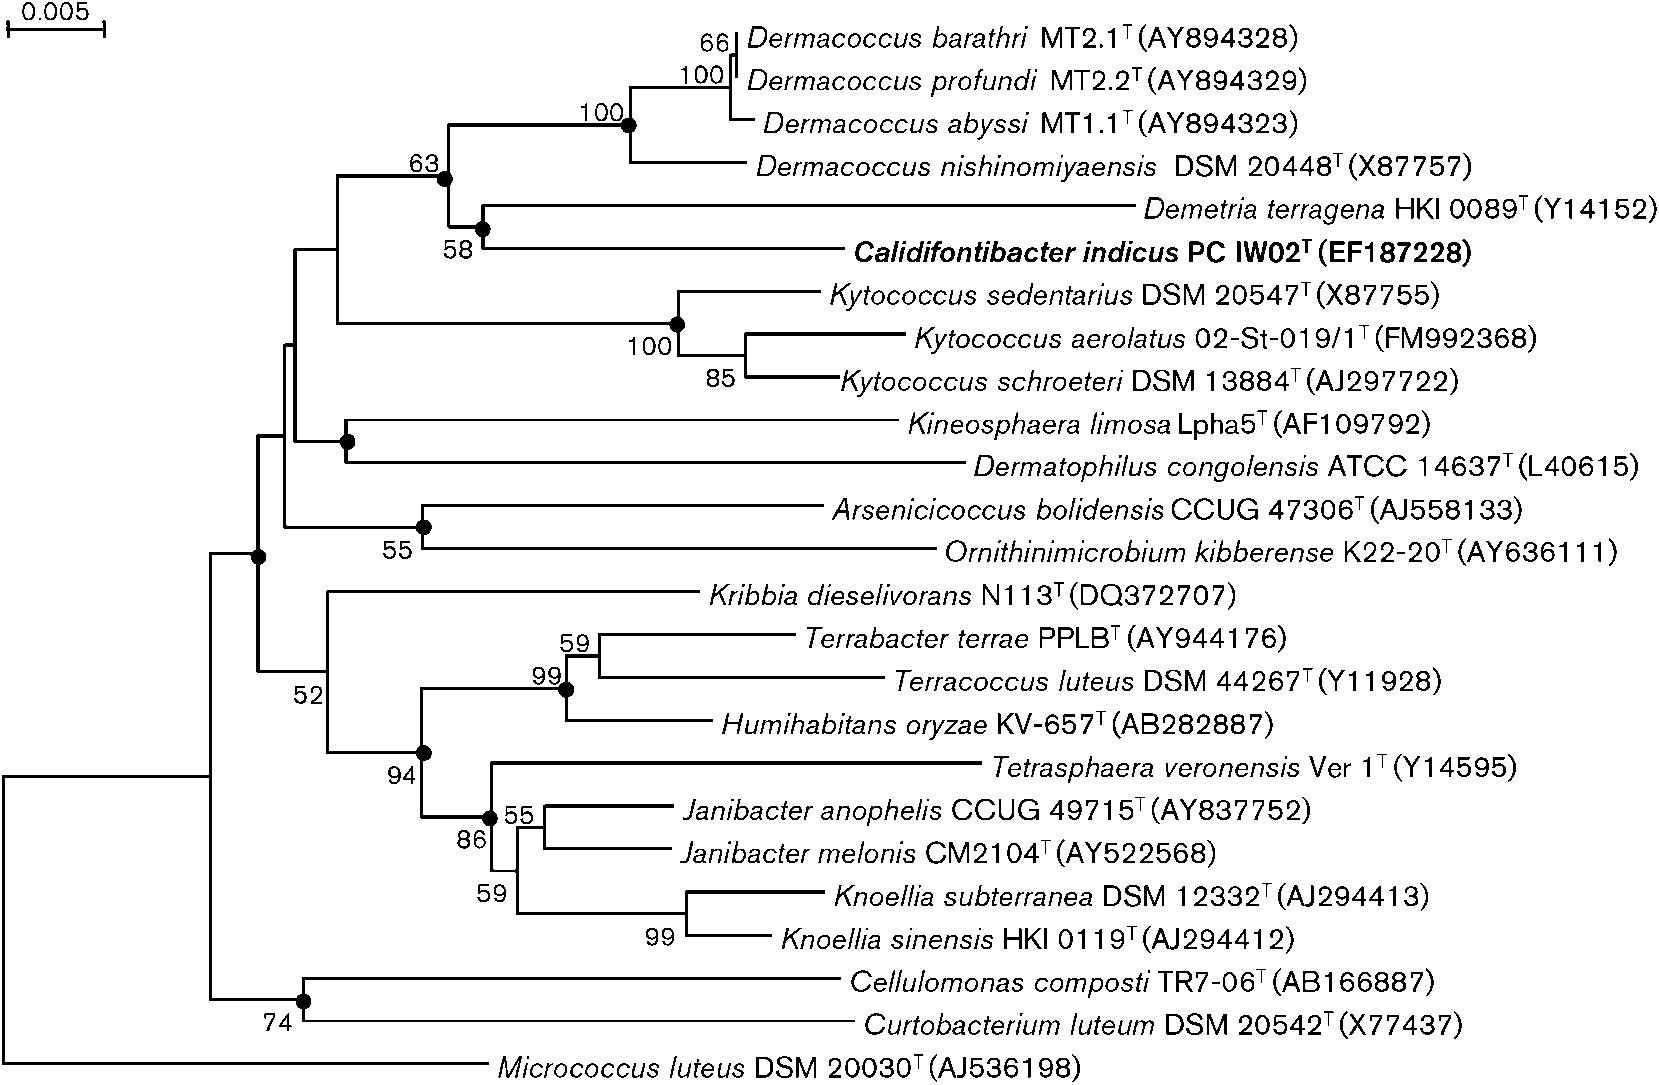 0.005
66 Dermacoccus barathri MT2.1ᵀ (AY894328)
100 Dermacoccus profundi MT2.2ᵀ (AY894329)
100 Dermacoccus abyssi MT1.1ᵀ (AY894323)
63 Dermacoccus nishinomiyaensis DSM 20448ᵀ (X87757)
Demetria terragena HKI 0089ᵀ (Y14152)
58 Calidifontibacter indicus PC IW02ᵀ (EF187228)
Kytococcus sedentarius DSM 20547ᵀ (X87755)
100 Kytococcus aerolatus 02-St-019/1ᵀ (FM992368)
85 Kytococcus schroeteri DSM 13884ᵀ (AJ297722)
Kineosphaera limosa Lpha5ᵀ (AF109792)
Dermatophilus congolensis ATCC 14637ᵀ (L40615)
Arsenicicoccus bolidensis CCUG 47306ᵀ (AJ558133)
55 Ornithinimicrobium kibberense K22-20ᵀ (AY636111)
Kribbia dieselivorans N113ᵀ (DQ372707)
59 Terrabacter terrae PPLBᵀ (AY944176)
99 Terracoccus luteus DSM 44267ᵀ (Y11928)
52
Humihabitans oryzae KV-657ᵀ (AB282887)
94 Tetrasphaera veronensis Ver 1ᵀ (Y14595)
55 Janibacter anophelis CCUG 49715ᵀ (AY837752)
86 Janibacter melonis CM2104ᵀ (AY522568)
59 Knoellia subterranea DSM 12332ᵀ (AJ294413)
99 Knoellia sinensis HKI 0119ᵀ (AJ294412)
Cellulomonas composti TR7-06ᵀ (AB166887)
74 Curtobacterium luteum DSM 20542ᵀ (X77437)
Micrococcus luteus DSM 20030ᵀ (AJ536198)